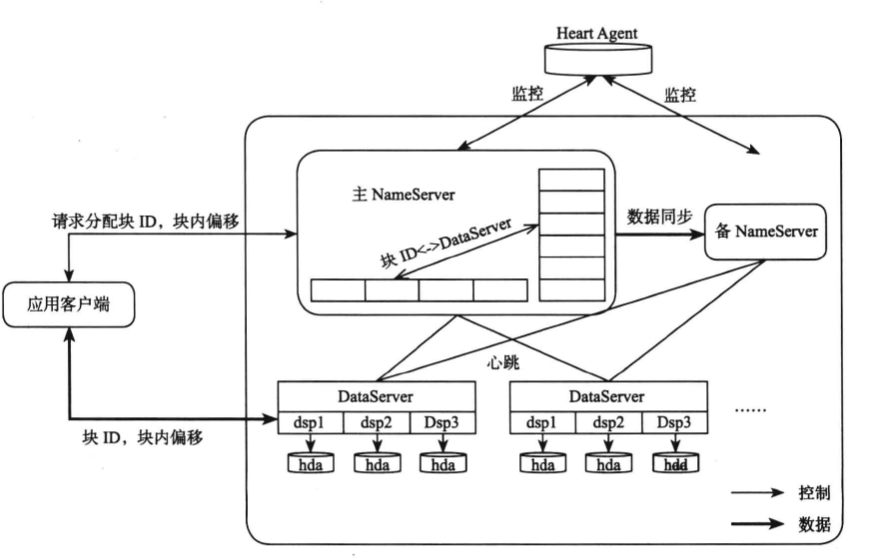 Heart Agent
监控
监控
主 NameServer
请求分配块 ID，块内偏移
块 ID<->DataServer
数据同步
备 NameServer
应用客户端
心跳
DataServer
DataServer
dsp1
dsp2
Dsp3
dsp1
dsp2
Dsp3
……
块 ID，块内偏移
hda
hda
hda
hda
hda
控制
数据